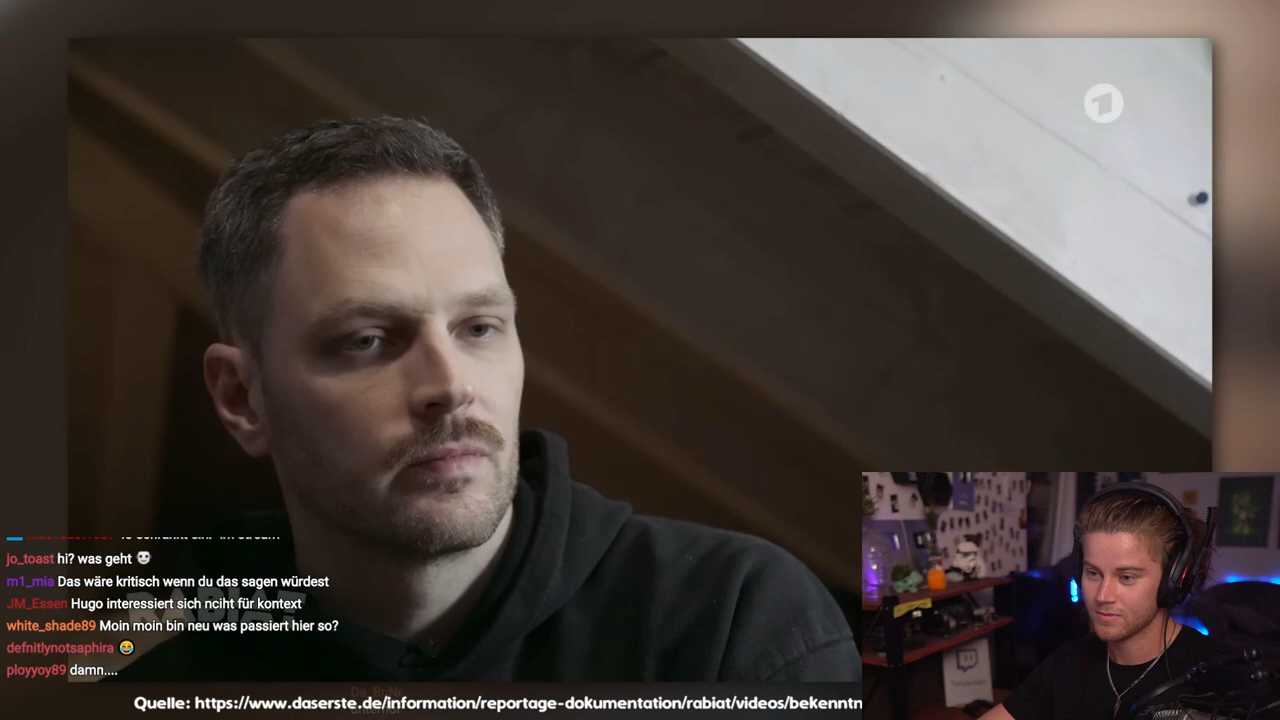 jo_toast hi? was geht
m1_mia Das wäre kritisch wenn du das sagen würdest
JM_Essen Hugo interessiert sich nciht für kontext
white_shade89 Moin moin bin neu was passiert hier so?
defnitlynotsaphira
ployyoy89 damn....
RABIAT
Quelle: https://www.daserste.de/information/reportage-dokumentation/rabiat/videos/bekenntn